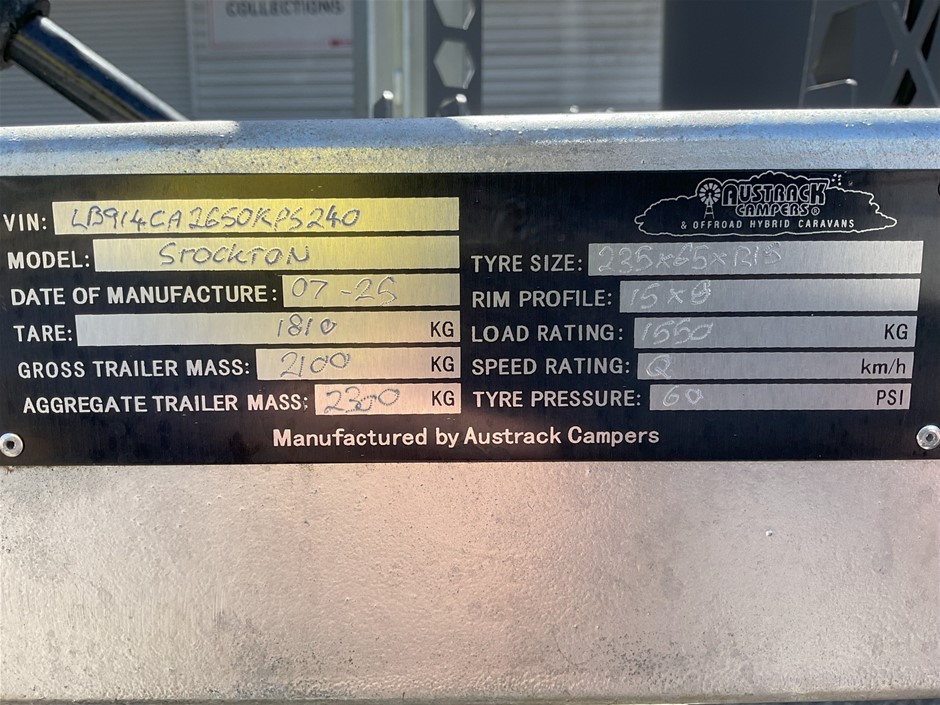 COLLECTIONS
AUSTRACK
CAMPERS®
& OFFROAD HYBRID CARAVANS
VIN: LB914CA2650KPS240
MODEL: STOCKTON
DATE OF MANUFACTURE: 07-25
TARE: 1810 KG
GROSS TRAILER MASS: 2100 KG
AGGREGATE TRAILER MASS: 2300 KG
TYRE SIZE: 235x65xR15
RIM PROFILE: 15x8
LOAD RATING: 1550 KG
SPEED RATING: Q km/h
TYRE PRESSURE: 60 PSI
Manufactured by Austrack Campers